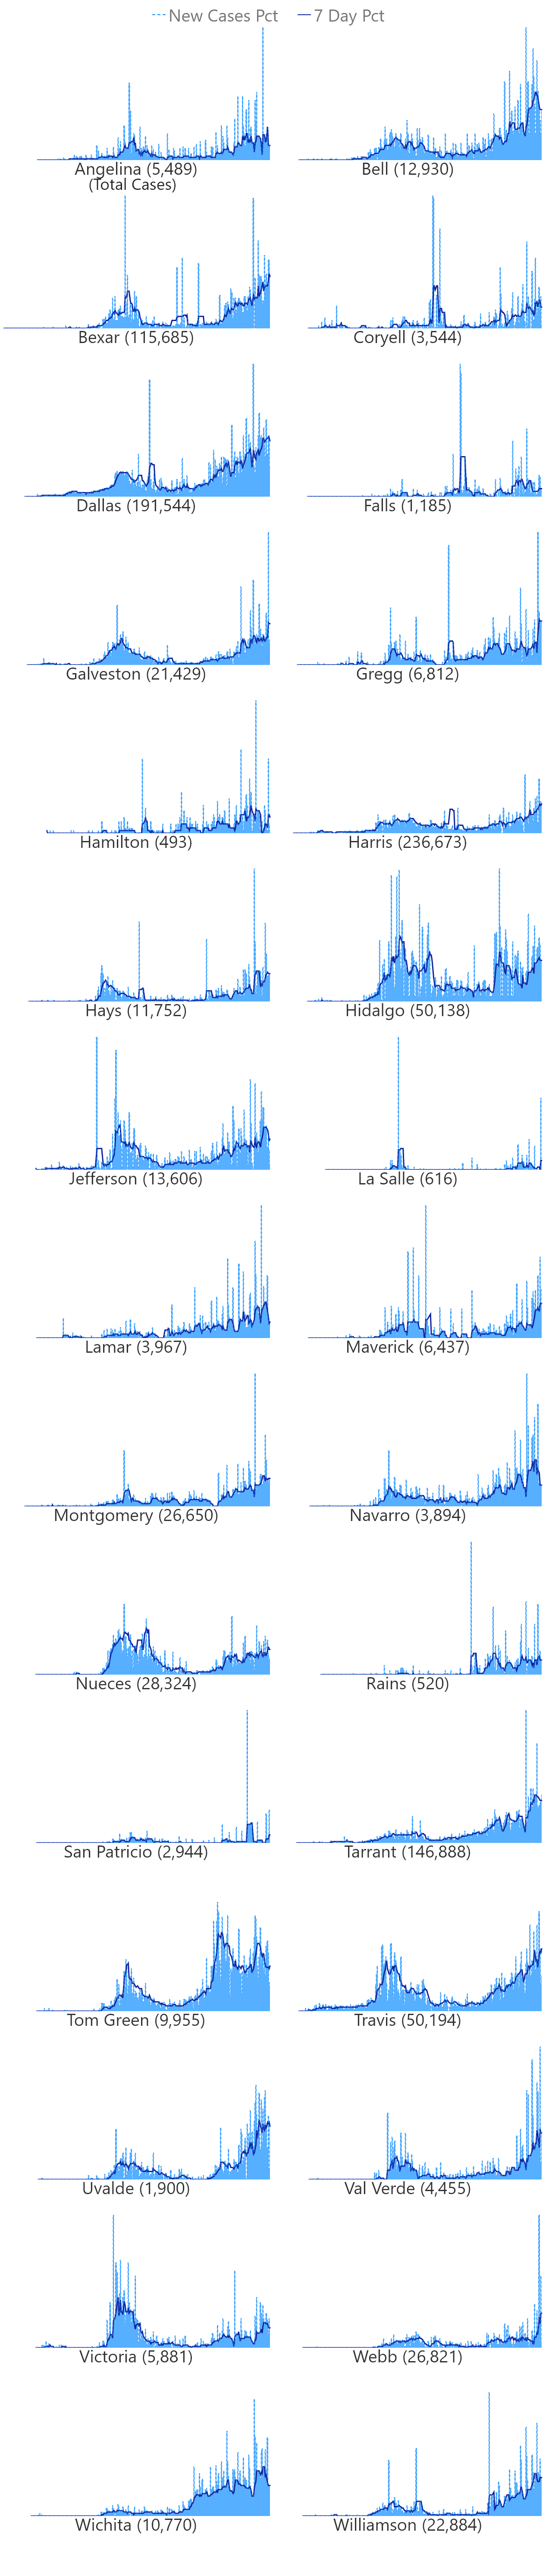 New Cases Pct 7 Day Pct
Angelina (5,489)
(Total Cases)
Bell (12,930)
Bexar (115,685)
Coryell (3,544)
Dallas (191,544)
Falls (1,185)
Galveston (21,429)
Gregg (6,812)
Hamilton (493)
Harris (236,673)
Hays (11,752)
Hidalgo (50,138)
Jefferson (13,606)
La Salle (616)
Lamar (3,967)
Maverick (6,437)
Montgomery (26,650)
Navarro (3,894)
Nueces (28,324)
Rains (520)
San Patricio (2,944)
Tarrant (146,888)
Tom Green (9,955)
Travis (50,194)
Uvalde (1,900)
Val Verde (4,455)
Victoria (5,881)
Webb (26,821)
Wichita (10,770)
Williamson (22,884)